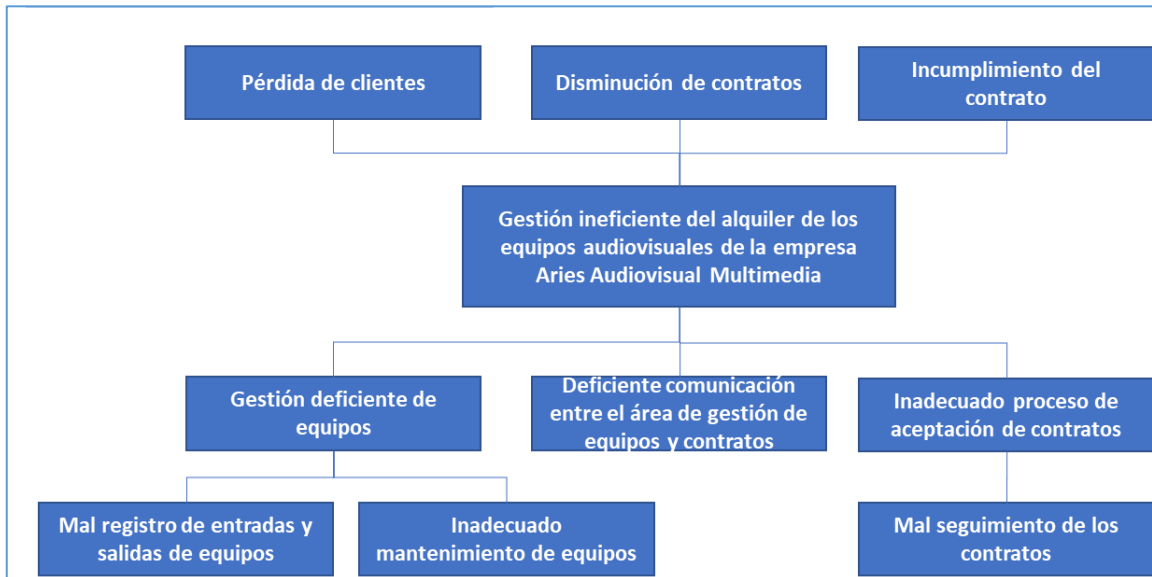 Pérdida de clientes
Disminución de contratos
Incumplimiento del
contrato
Gestión ineficiente del alquiler de los
equipos audiovisuales de la empresa
Aries Audiovisual Multimedia
Gestión deficiente de
equipos
Deficiente comunicación
entre el área de gestión de
equipos y contratos
Inadecuado proceso de
aceptación de contratos
Mal registro de entradas y
salidas de equipos
Inadecuado
mantenimiento de equipos
Mal seguimiento de los
contratos